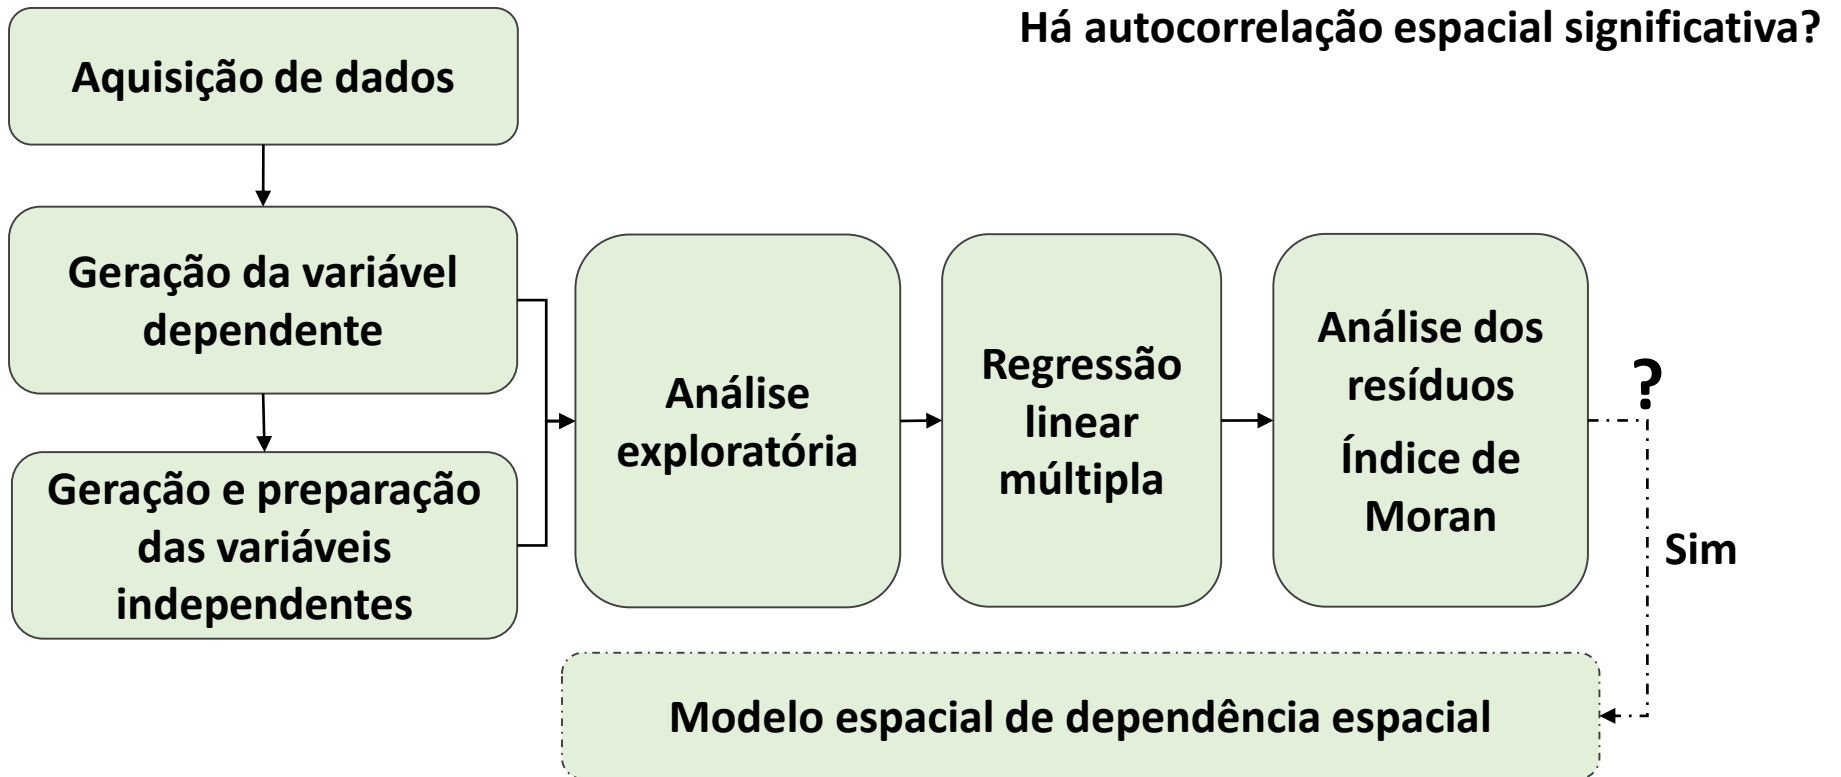 Há autocorrelação espacial significativa?
Aquisição de dados
Geração da variável
dependente
Geração e preparação
das variáveis
independentes
Análise
exploratória
Regressão
linear
múltipla
Análise dos
resíduos
Índice de
Moran
?
Sim
Modelo espacial de dependência espacial